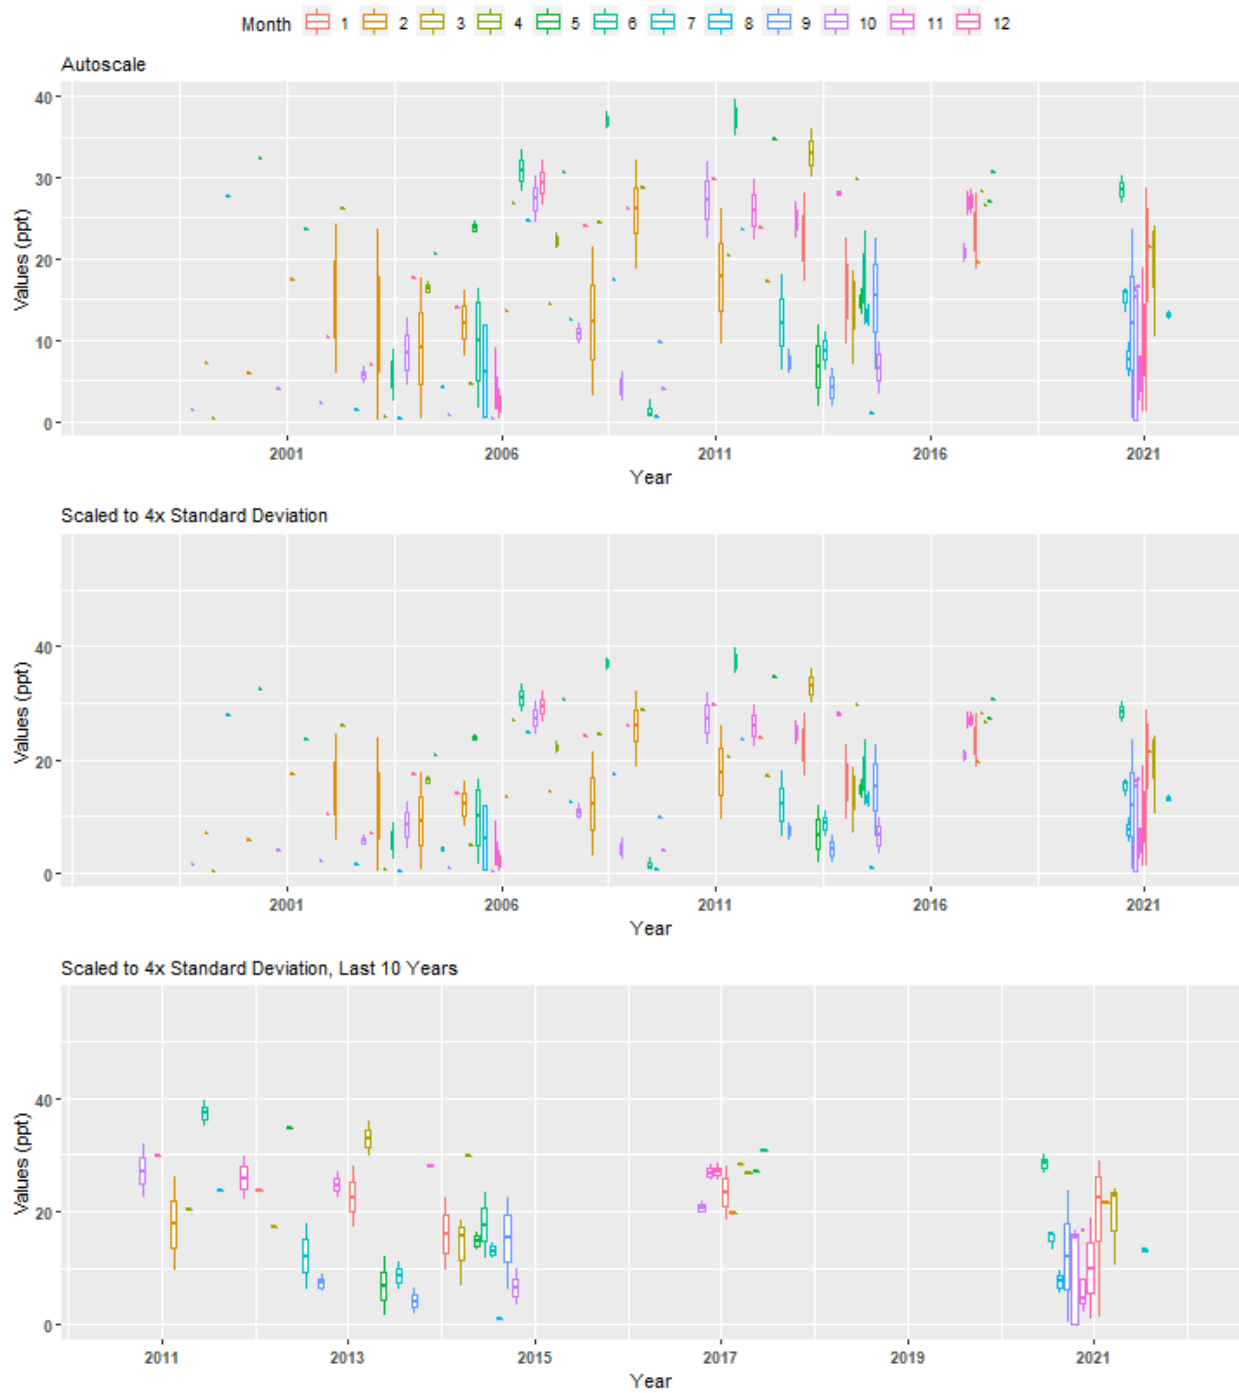 Month 1 2 3 4 5 6 7 8 9 10 11 12
Autoscale
40
30
20
10
0
Values (ppt)
2001 2006 2011 2016 2021
Year
Scaled to 4x Standard Deviation
40
20
0
Values (ppt)
2001 2006 2011 2016 2021
Year
Scaled to 4x Standard Deviation, Last 10 Years
40
20
0
Values (ppt)
2011 2013 2015 2017 2019 2021
Year